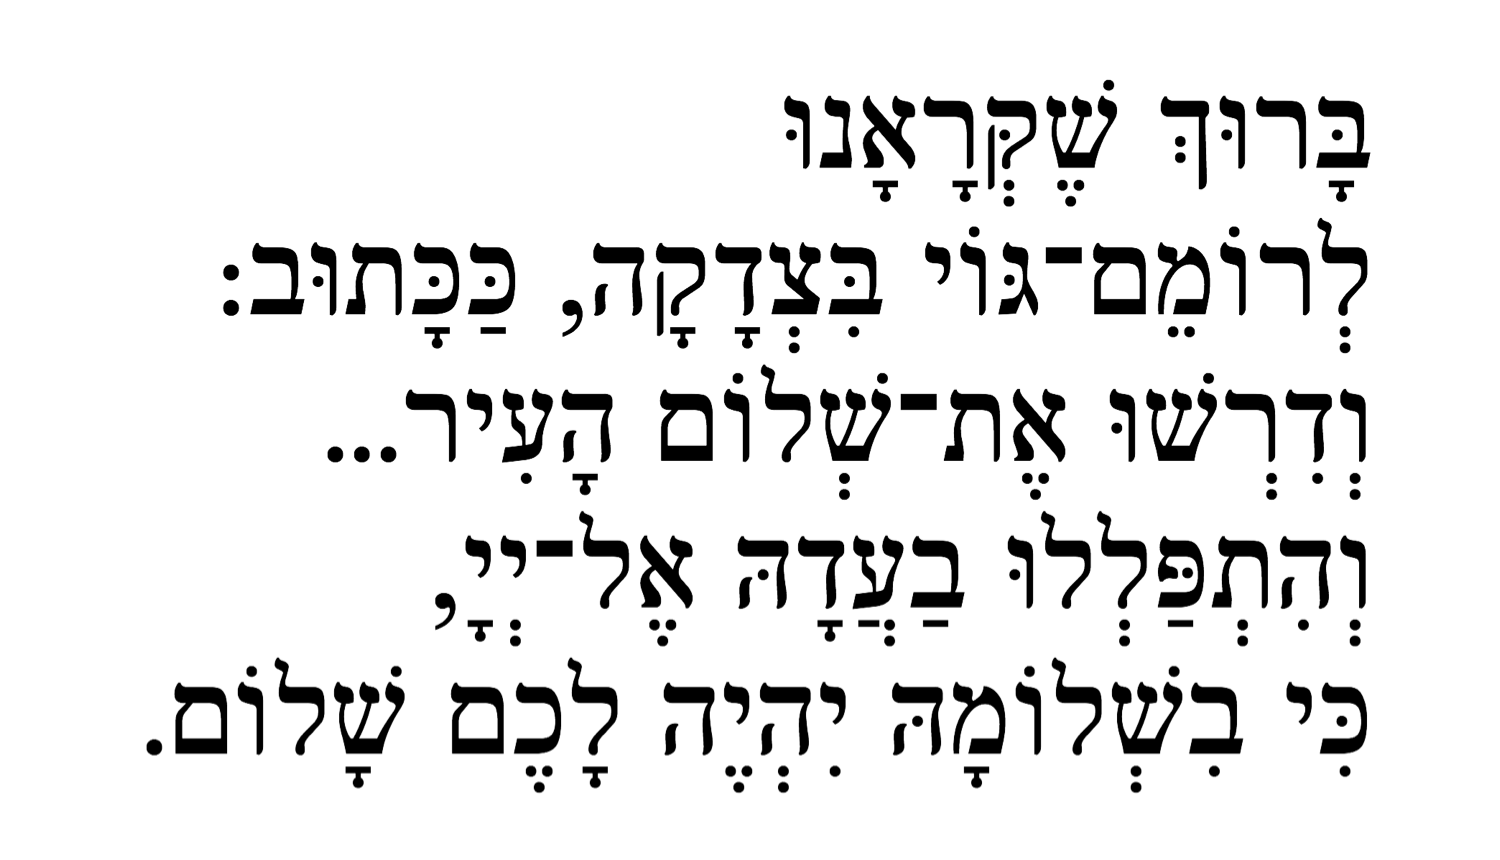 בָּרוּךְ שֶׁקְּרָאָנוּ
לְרוֹמֵם־גּוֹי בִּצְדָקָה, כַּכָּתוּב:
וְדִרְשׁוּ אֶת־שְׁלוֹם הָעִיר...
וְהִתְפַּלְלוּ בַעֲדָהּ אֶל־יְיָ,
כִּי בִשְׁלוֹמָהּ יִהְיֶה לָכֶם שָׁלוֹם.